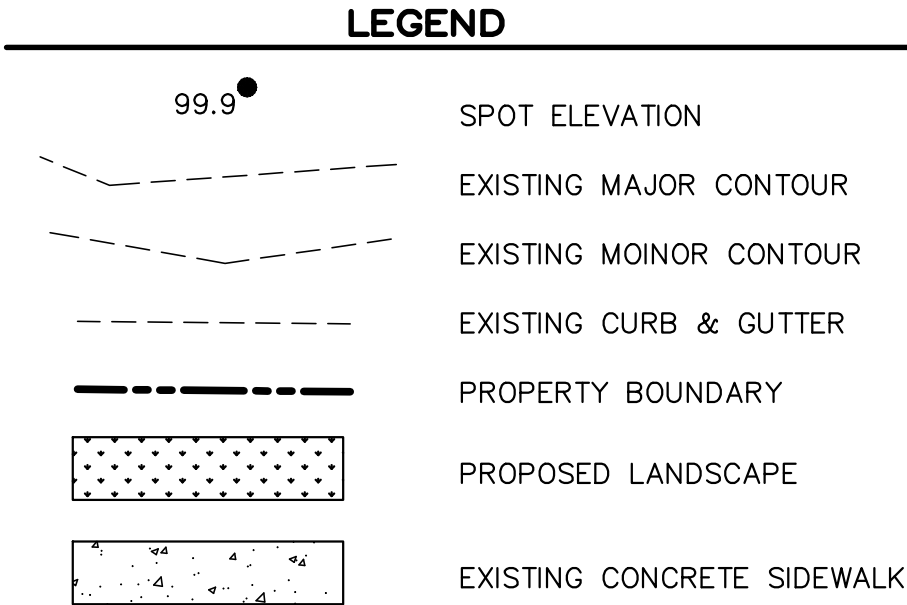 LEGEND
99.9
SPOT ELEVATION
EXISTING MAJOR CONTOUR
EXISTING MOINOR CONTOUR
EXISTING CURB & GUTTER
PROPERTY BOUNDARY
PROPOSED LANDSCAPE
EXISTING CONCRETE SIDEWALK